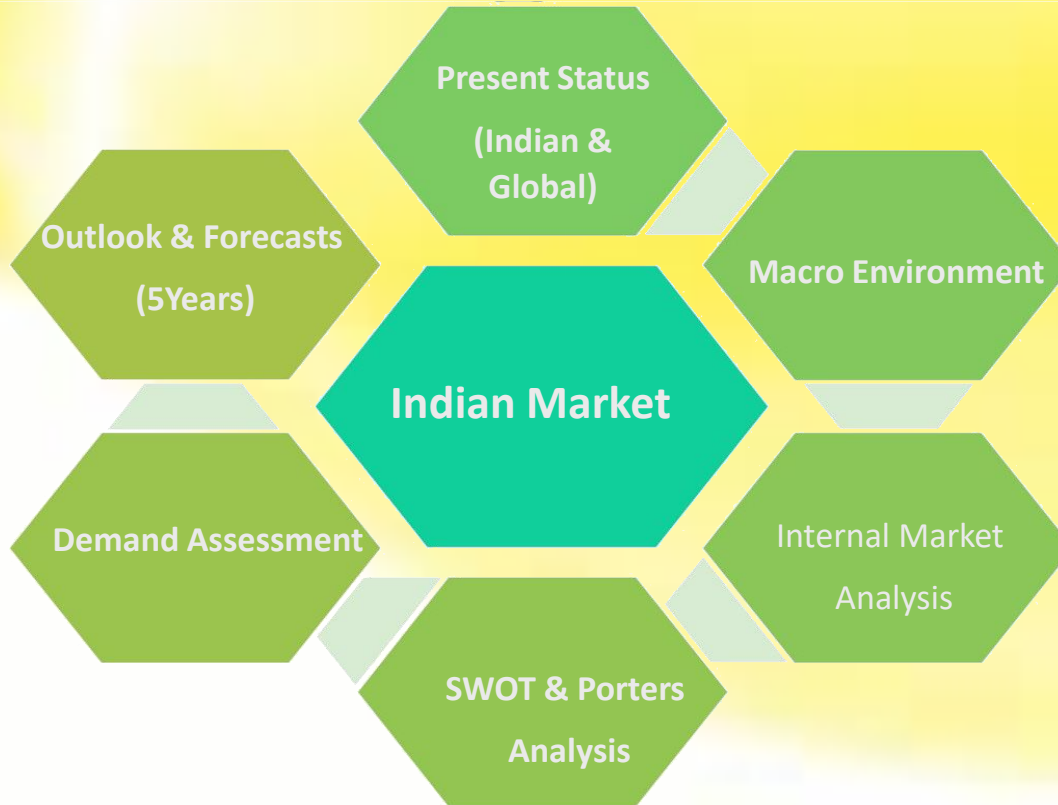 Present Status
(Indian &
Global)
Macro Environment
Internal Market
Analysis
SWOT & Porters
Analysis
Demand Assessment
Outlook & Forecasts
(5Years)
Indian Market